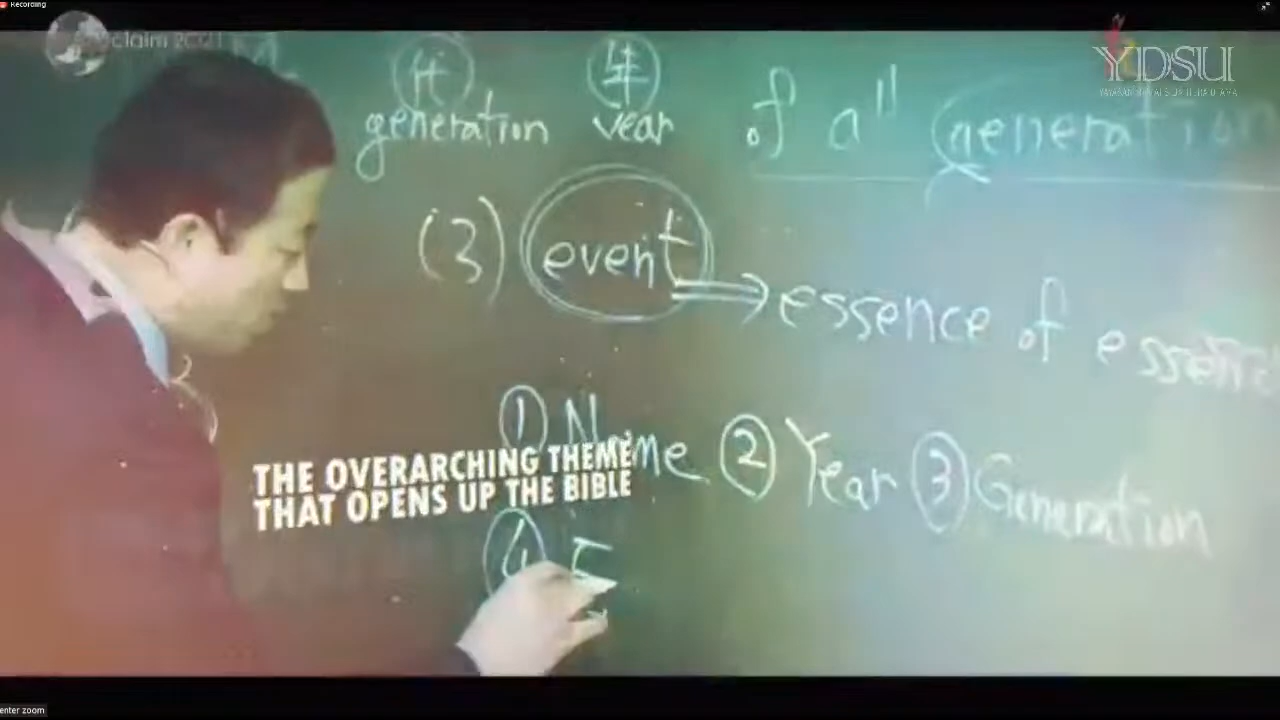 Recording
YDSU
generation year of all generation
(3) event ⇒ essence of essence
① Name ② Year ③ Generation
THE OVERARCHING THEME
THAT OPENS UP THE BIBLE
④ E
enter zoom